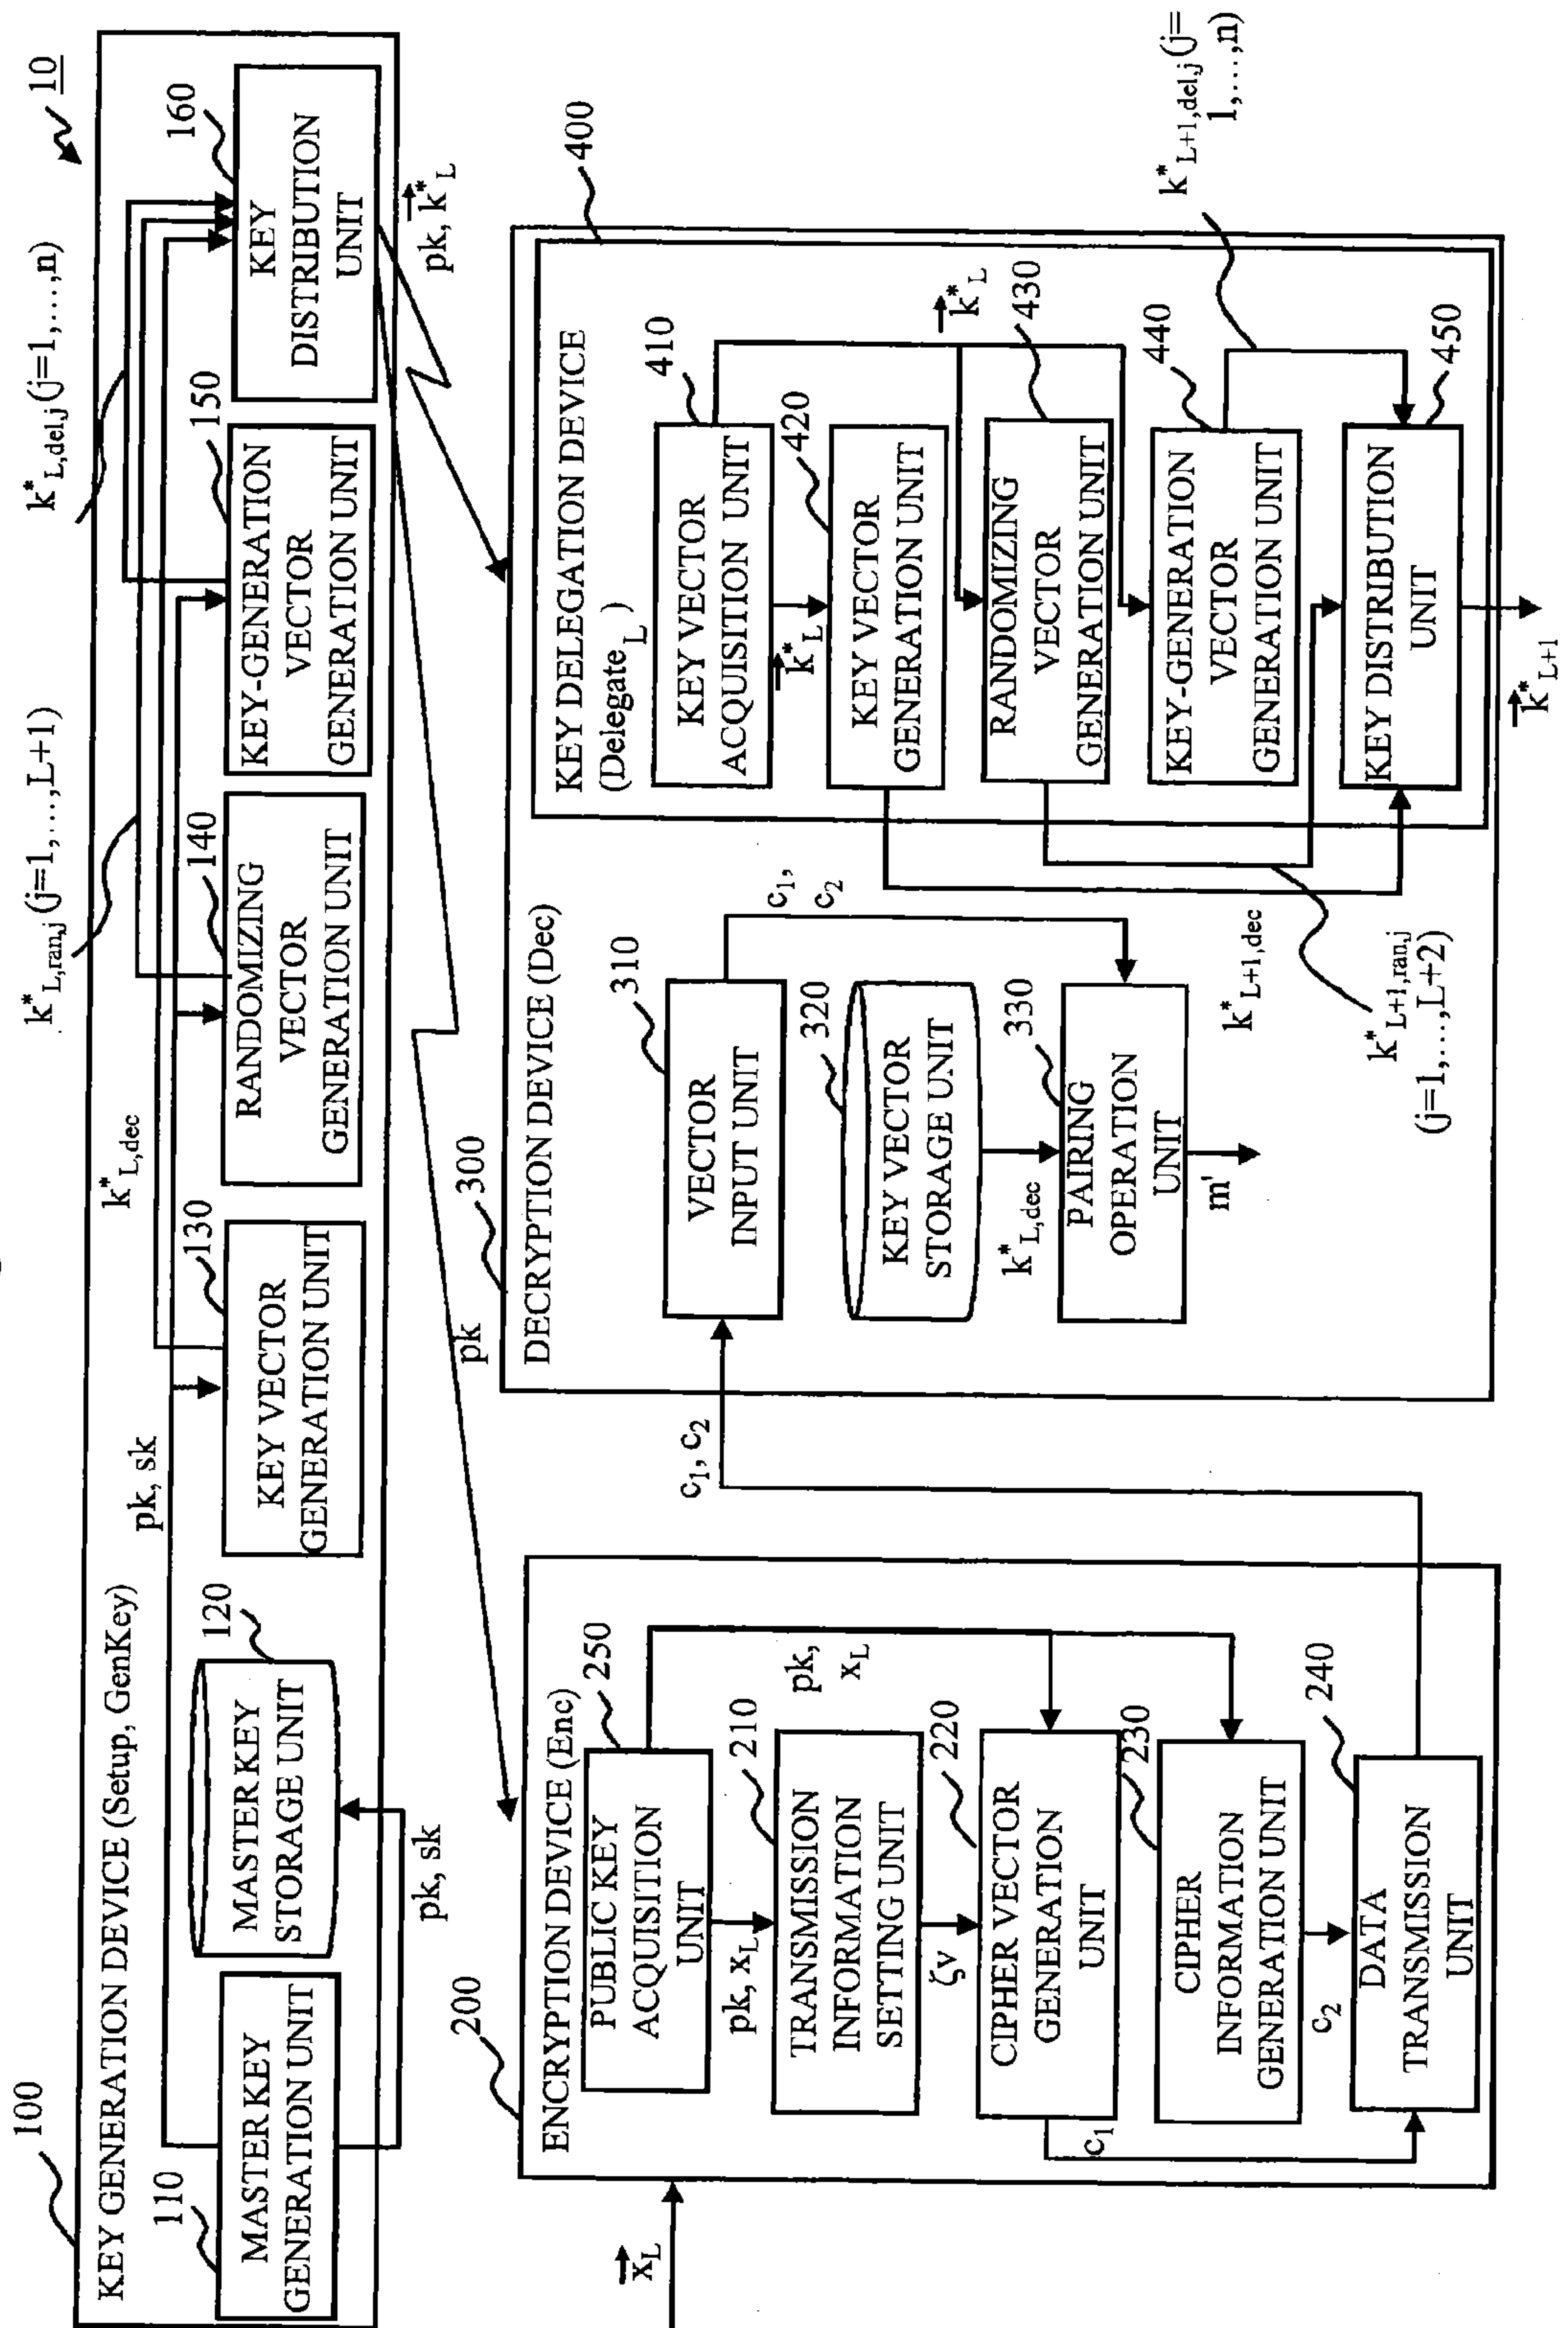 10
100
KEY GENERATION DEVICE (Setup, GenKey)
110
MASTER KEY
GENERATION UNIT
pk, sk
120
MASTER KEY
STORAGE UNIT
pk, sk
130
KEY VECTOR
GENERATION UNIT
k*L,dec
140
RANDOMIZING
VECTOR
GENERATION UNIT
k*L,ran,j (j=1,...,L+1)
150
KEY-GENERATION
VECTOR
GENERATION UNIT
k*L,del,j (j=1,...,n)
160
KEY
DISTRIBUTION
UNIT
pk, k*L
pk
xL
200
ENCRYPTION DEVICE (Enc)
250
PUBLIC KEY
ACQUISITION
UNIT
pk, xL
pk,
xL
210
TRANSMISSION
INFORMATION
SETTING UNIT
ζv
220
CIPHER VECTOR
GENERATION
UNIT
c1
230
CIPHER
INFORMATION
GENERATION UNIT
c2
240
DATA
TRANSMISSION
UNIT
c1, c2
300
DECRYPTION DEVICE (Dec)
310
VECTOR
INPUT UNIT
c1,
c2
320
KEY VECTOR
STORAGE UNIT
k*L,dec
330
PAIRING
OPERATION
UNIT
m'
400
KEY DELEGATION DEVICE
(DelegateL)
410
KEY VECTOR
ACQUISITION UNIT
k*L
k*L
420
KEY VECTOR
GENERATION UNIT
430
RANDOMIZING
VECTOR
GENERATION UNIT
440
KEY-GENERATION
VECTOR
GENERATION UNIT
450
KEY DISTRIBUTION
UNIT
k*L+1,dec
k*L+1,ran,j
(j=1,...,L+2)
k*L+1,del,j (j=
1,...,n)
k*L+1